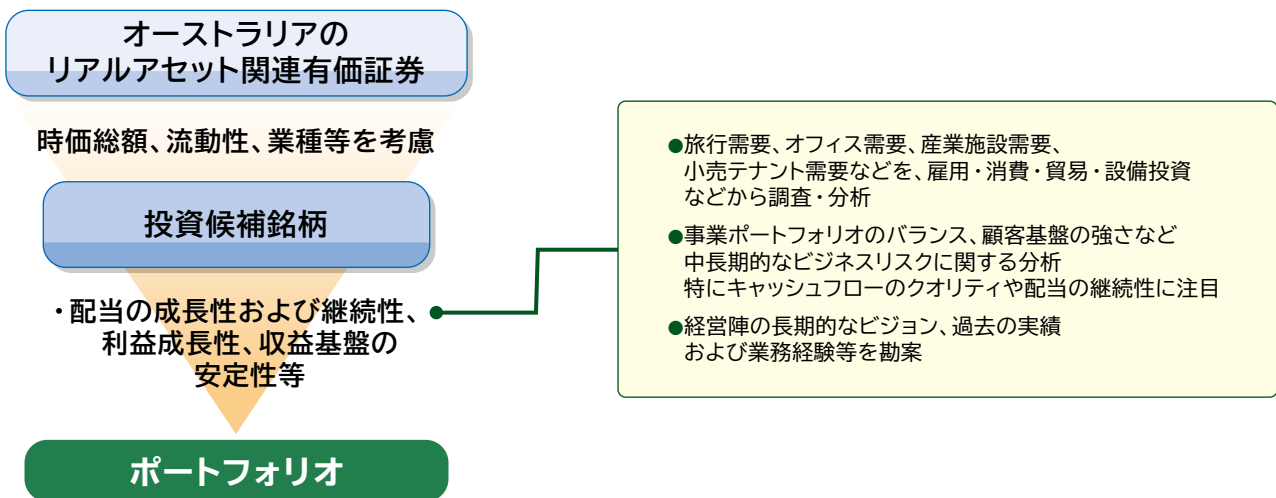 オーストラリアの
リアルアセット関連有価証券
時価総額、流動性、業種等を考慮
投資候補銘柄
・配当の成長性および継続性、
利益成長性、収益基盤の
安定性等
ポートフォリオ
●旅行需要、オフィス需要、産業施設需要、
小売テナント需要などを、雇用・消費・貿易・設備投資
などから調査・分析
●事業ポートフォリオのバランス、顧客基盤の強さなど
中長期的なビジネスリスクに関する分析
特にキャッシュフローのクオリティや配当の継続性に注目
●経営陣の長期的なビジョン、過去の実績
および業務経験等を勘案